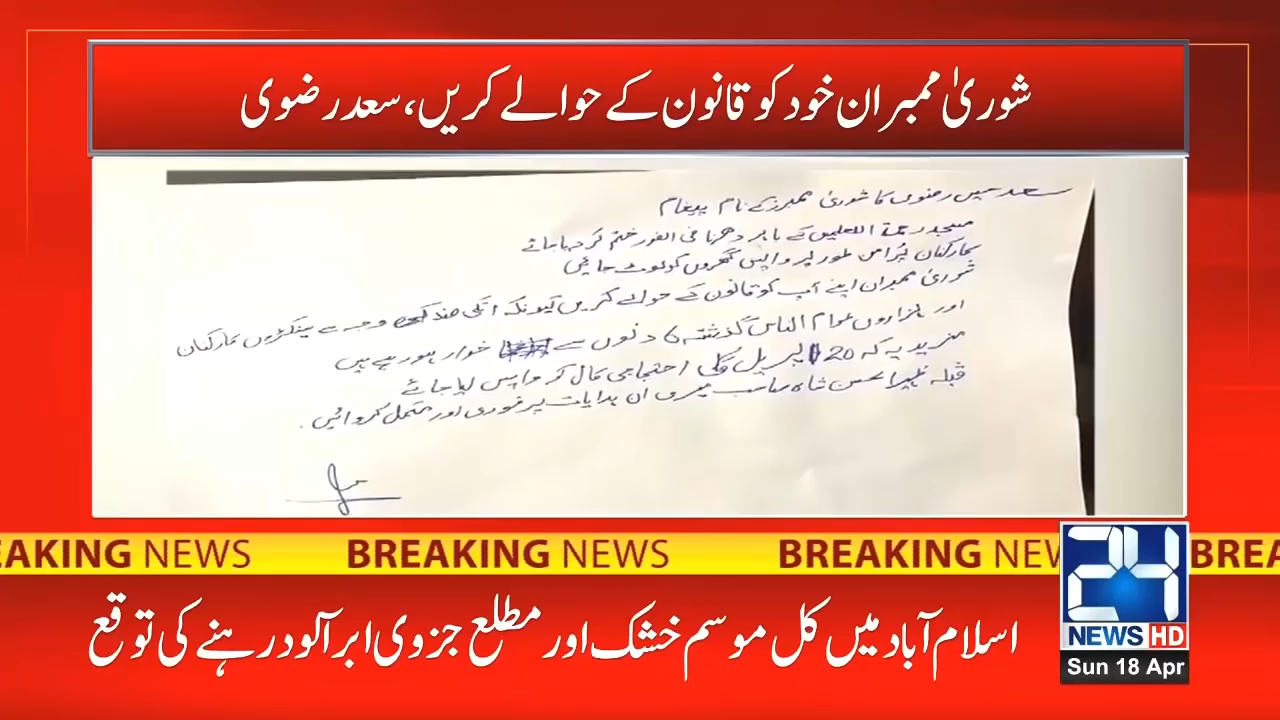 شوریٰ ممبران خود کو قانون کے حوالے کریں، سعد رضوی
سعد حسین رضوی کا شوریٰ ممبرز کے نام پیغام
مسجد رحمۃ اللعلمین کے باہر دھرنا فی الفور ختم کر دیا جائے
کارکنان پُرامن طور پر واپس گھروں کو لوٹ جائیں
شوریٰ ممبران اپنے آپ کو قانون کے حوالے کریں کیونکہ انکی ضد کی وجہ سے سینکڑوں کارکنان
اور ہزاروں عوام الناس گذشتہ 6 دنوں سے خوار ہو رہے ہیں
مزید یہ کہ 20 اپریل کی احتجاجی کال کو واپس لیا جائے
قبلہ ظہیر الحسن شاہ صاحب میری ان ہدایات پر فوری اور مکمل کروائیں۔
EAKING NEWS BREAKING NEWS BREAKING NEWS BREA
اسلام آباد میں کل موسم خشک اور مطلع جزوی ابر آلود رہنے کی توقع
24
NEWS HD
Sun 18 Apr